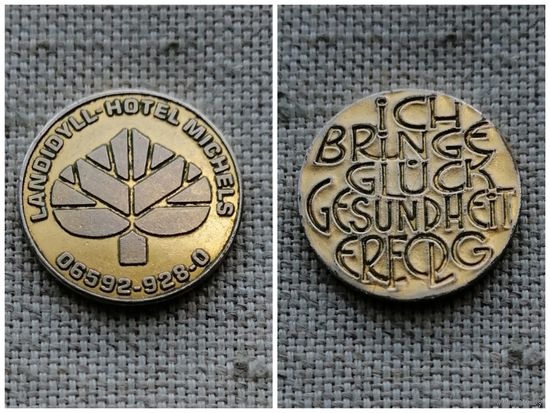 LANDIDYLL-HOTEL MICHELS
06592-928-0
iCH
BRiNGE
GLÜCK
GESUNDHEiT
ERFOLG